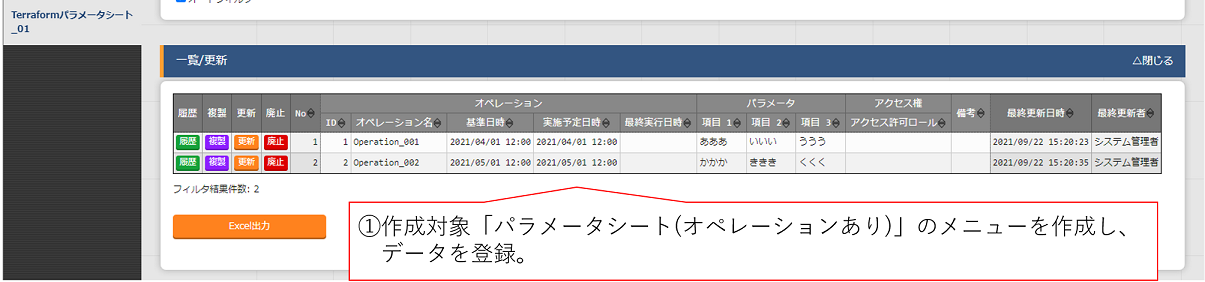 オートフィルタ
Terraformパラメータシート
_01
一覧/更新
△閉じる
履歴 複製 更新 廃止 No オペレーション パラメータ アクセス権 備考 最終更新日時 最終更新者
ID オペレーション名 基準日時 実施予定日時 最終実行日時 項目 1 項目 2 項目 3 アクセス許可ロール
履歴 複製 更新 廃止 1 1 Operation_001 2021/04/01 12:00 2021/04/01 12:00 あああ いいい ううう 2021/09/22 15:20:23 システム管理者
履歴 複製 更新 廃止 2 2 Operation_002 2021/05/01 12:00 2021/05/01 12:00 かかか ききき くくく 2021/09/22 15:20:35 システム管理者
フィルタ結果件数: 2
Excel出力
①作成対象「パラメータシート(オペレーションあり)」のメニューを作成し、
データを登録。